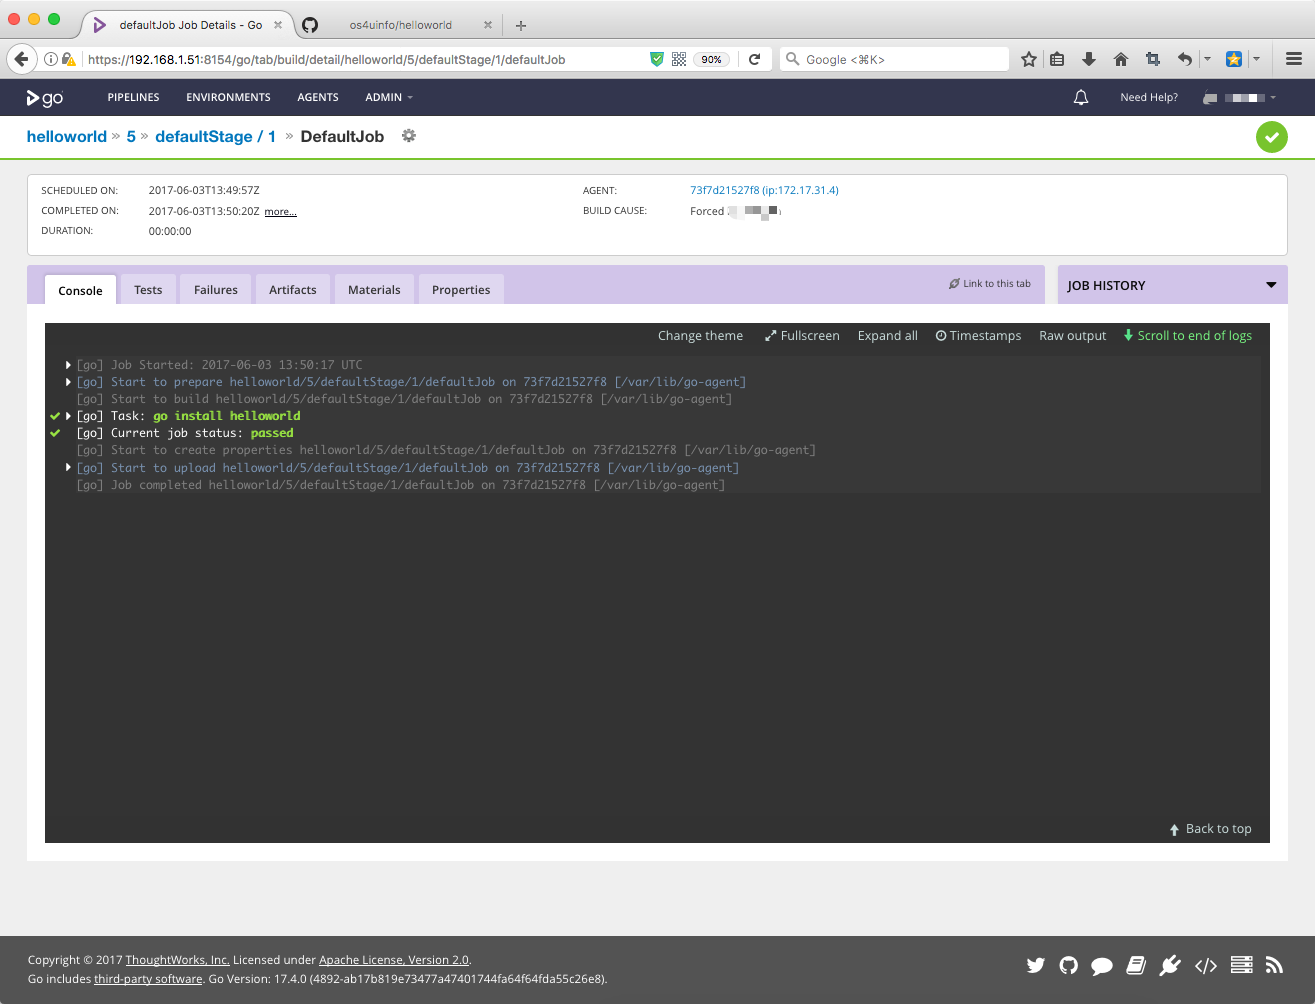 defaultJob Job Details - Go
os4uinfo/helloworld
https://192.168.1.51:8154/go/tab/build/detail/helloworld/5/defaultStage/1/defaultJob
90%
Google <⌘K>
go
PIPELINES
ENVIRONMENTS
AGENTS
ADMIN
Need Help?
helloworld » 5 » defaultStage / 1 » DefaultJob
SCHEDULED ON: 2017-06-03T13:49:57Z
COMPLETED ON: 2017-06-03T13:50:20Z more...
DURATION: 00:00:00
AGENT: 73f7d21527f8 (ip:172.17.31.4)
BUILD CAUSE: Forced
Console
Tests
Failures
Artifacts
Materials
Properties
Link to this tab
JOB HISTORY
Change theme
Fullscreen
Expand all
Timestamps
Raw output
Scroll to end of logs
[go] Job Started: 2017-06-03 13:50:17 UTC
[go] Start to prepare helloworld/5/defaultStage/1/defaultJob on 73f7d21527f8 [/var/lib/go-agent]
[go] Start to build helloworld/5/defaultStage/1/defaultJob on 73f7d21527f8 [/var/lib/go-agent]
[go] Task: go install helloworld
[go] Current job status: passed
[go] Start to create properties helloworld/5/defaultStage/1/defaultJob on 73f7d21527f8 [/var/lib/go-agent]
[go] Start to upload helloworld/5/defaultStage/1/defaultJob on 73f7d21527f8 [/var/lib/go-agent]
[go] Job completed helloworld/5/defaultStage/1/defaultJob on 73f7d21527f8 [/var/lib/go-agent]
Back to top
Copyright © 2017 ThoughtWorks, Inc. Licensed under Apache License, Version 2.0.
Go includes third-party software. Go Version: 17.4.0 (4892-ab17b819e73477a47401744fa64f64fda55c26e8).